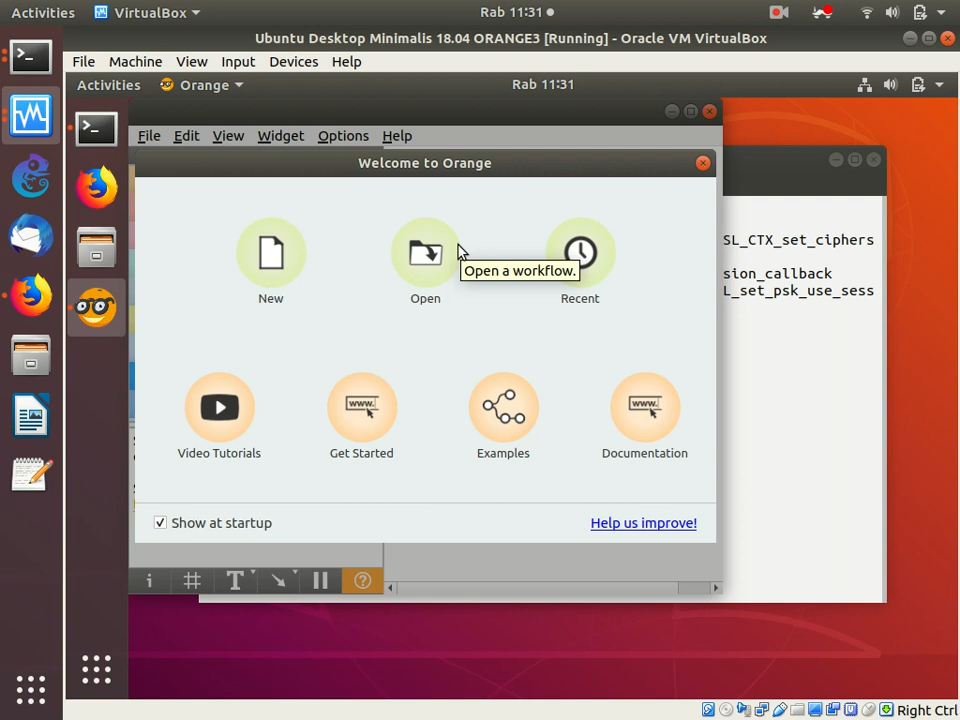 Activities VirtualBox Rab 11:31
Ubuntu Desktop Minimalis 18.04 ORANGE3 [Running] - Oracle VM VirtualBox
File Machine View Input Devices Help
Activities Orange Rab 11:31
File Edit View Widget Options Help
Welcome to Orange
SL_CTX_set_ciphers
sion_callback
L_set_psk_use_sess
Open a workflow.
New Open Recent
www. www.
Video Tutorials Get Started Examples Documentation
Show at startup Help us improve!
Right Ctrl